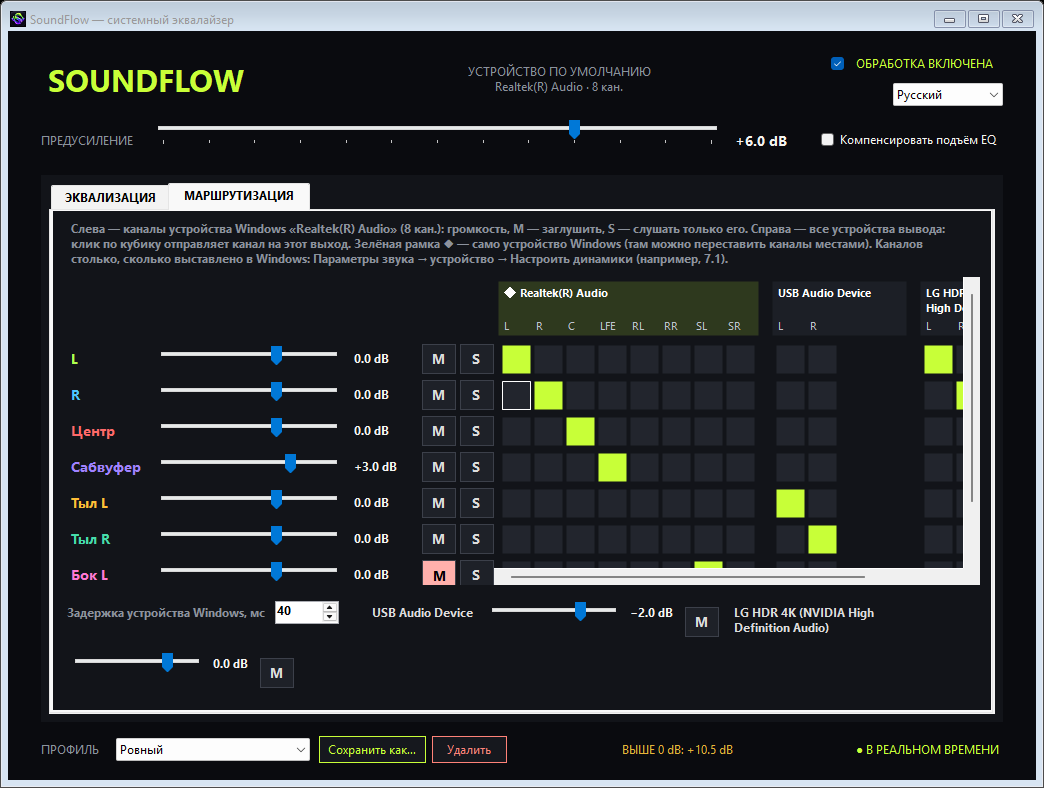 SoundFlow — системный эквалайзер
SOUNDFLOW
УСТРОЙСТВО ПО УМОЛЧАНИЮ
Realtek(R) Audio · 8 кан.
ОБРАБОТКА ВКЛЮЧЕНА
Русский
ПРЕДУСИЛЕНИЕ
+6.0 dB
Компенсировать подъём EQ
ЭКВАЛИЗАЦИЯ
МАРШРУТИЗАЦИЯ
Слева — каналы устройства Windows «Realtek(R) Audio» (8 кан.): громкость, M — заглушить, S — слушать только его. Справа — все устройства вывода:
клик по кубику отправляет канал на этот выход. Зелёная рамка ◆ — само устройство Windows (там можно переставить каналы местами). Каналов
столько, сколько выставлено в Windows: Параметры звука → устройство → Настроить динамики (например, 7.1).
◆ Realtek(R) Audio
USB Audio Device
LG HDR
High De
L R C LFE RL RR SL SR
L R
L R
L 0.0 dB M S
R 0.0 dB M S
Центр 0.0 dB M S
Сабвуфер +3.0 dB M S
Тыл L 0.0 dB M S
Тыл R 0.0 dB M S
Бок L 0.0 dB M S
Задержка устройства Windows, мс 40
USB Audio Device −2.0 dB M
LG HDR 4K (NVIDIA High
Definition Audio)
0.0 dB M
ПРОФИЛЬ
Ровный
Сохранить как...
Удалить
ВЫШЕ 0 dB: +10.5 dB
● В РЕАЛЬНОМ ВРЕМЕНИ